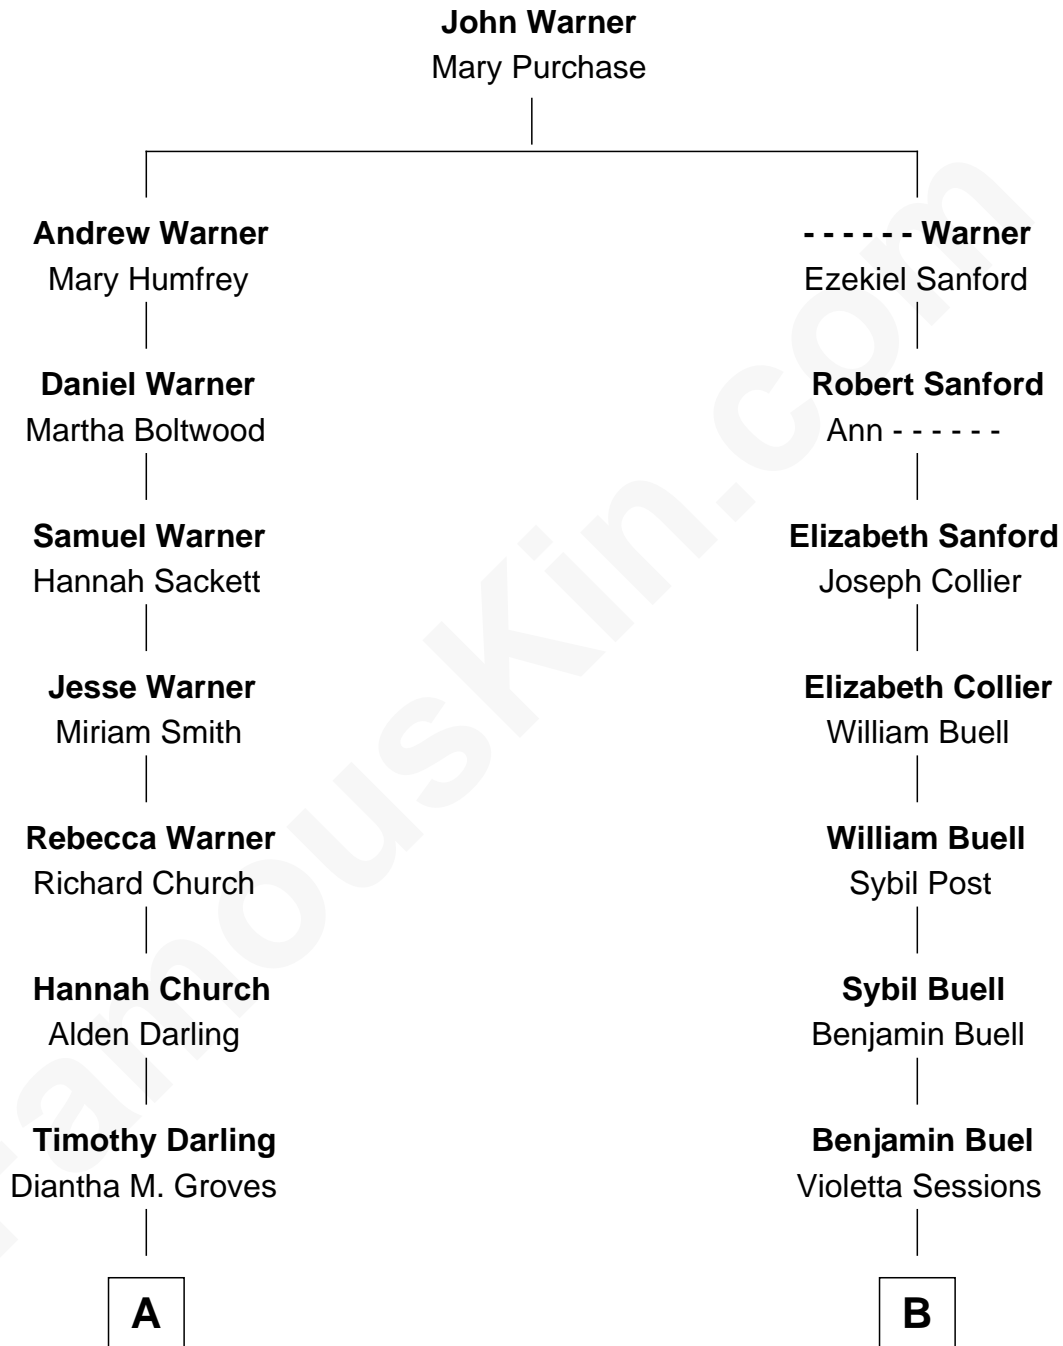 John Warner
Mary Purchase
Andrew Warner
Mary Humfrey
Daniel Warner
Martha Boltwood
Samuel Warner
Hannah Sackett
Jesse Warner
Miriam Smith
Rebecca Warner
Richard Church
Hannah Church
Alden Darling
Timothy Darling
Diantha M. Groves
A
- - - - - - Warner
Ezekiel Sanford
Robert Sanford
Ann - - - - - -
Elizabeth Sanford
Joseph Collier
Elizabeth Collier
William Buell
William Buell
Sybil Post
Sybil Buell
Benjamin Buell
Benjamin Buel
Violetta Sessions
B
FamousKin.com